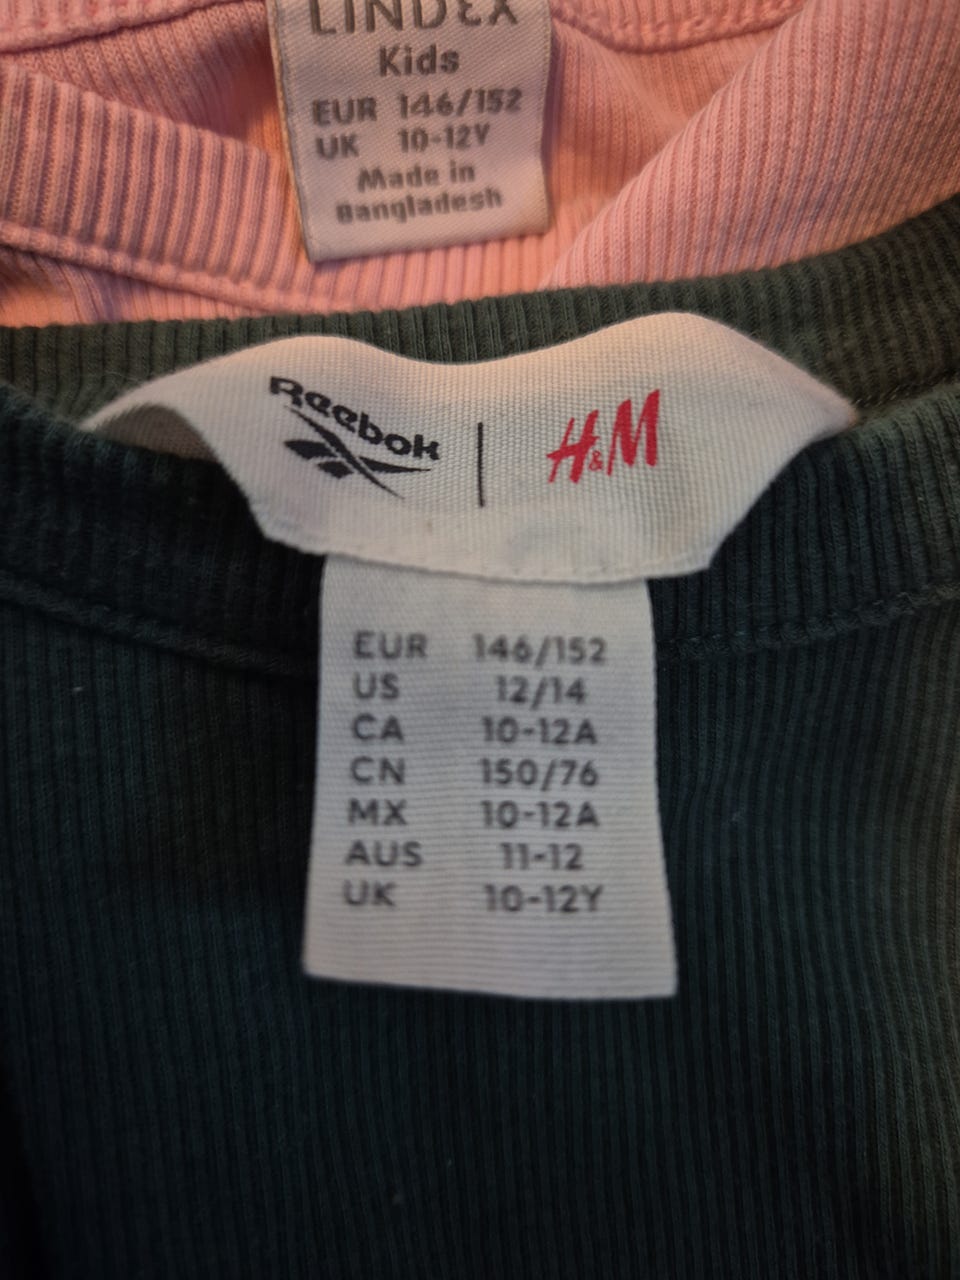 LINDEX
Kids
EUR 146/152
UK 10-12Y
Made in
Bangladesh
Reebok | H&M
EUR 146/152
US 12/14
CA 10-12A
CN 150/76
MX 10-12A
AUS 11-12
UK 10-12Y